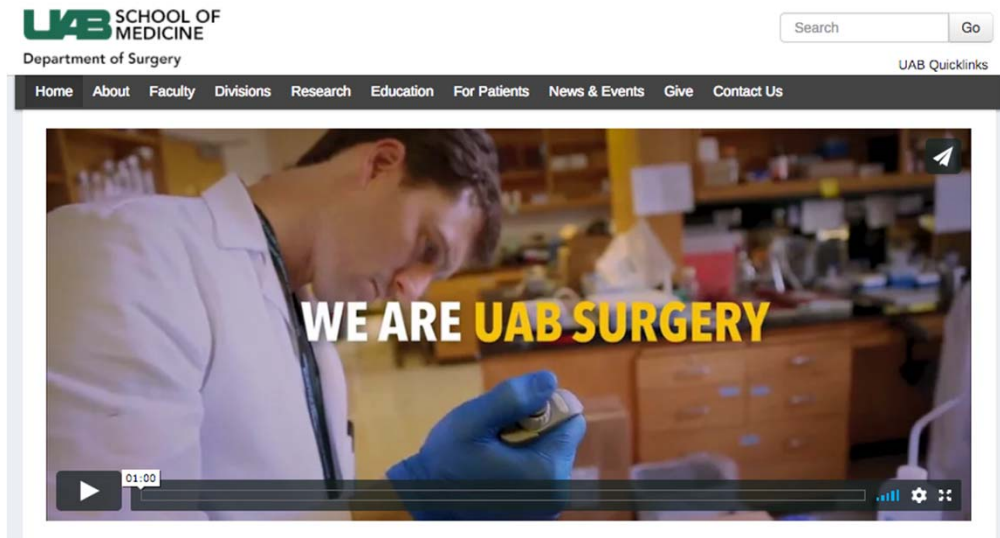 UAB SCHOOL OF
MEDICINE
Department of Surgery
Search
Go
UAB Quicklinks
Home About Faculty Divisions Research Education For Patients News & Events Give Contact Us
WE ARE UAB SURGERY
01:00